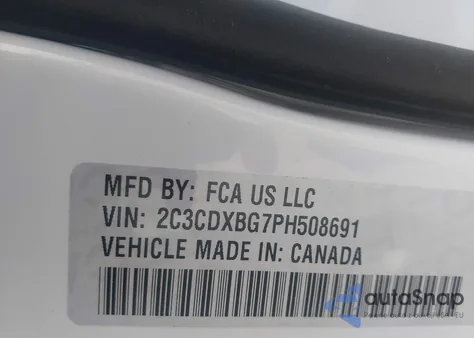 MFD BY: FCA US LLC
VIN: 2C3CDXBG7PH508691
VEHICLE MADE IN: CANADA
autoSnap